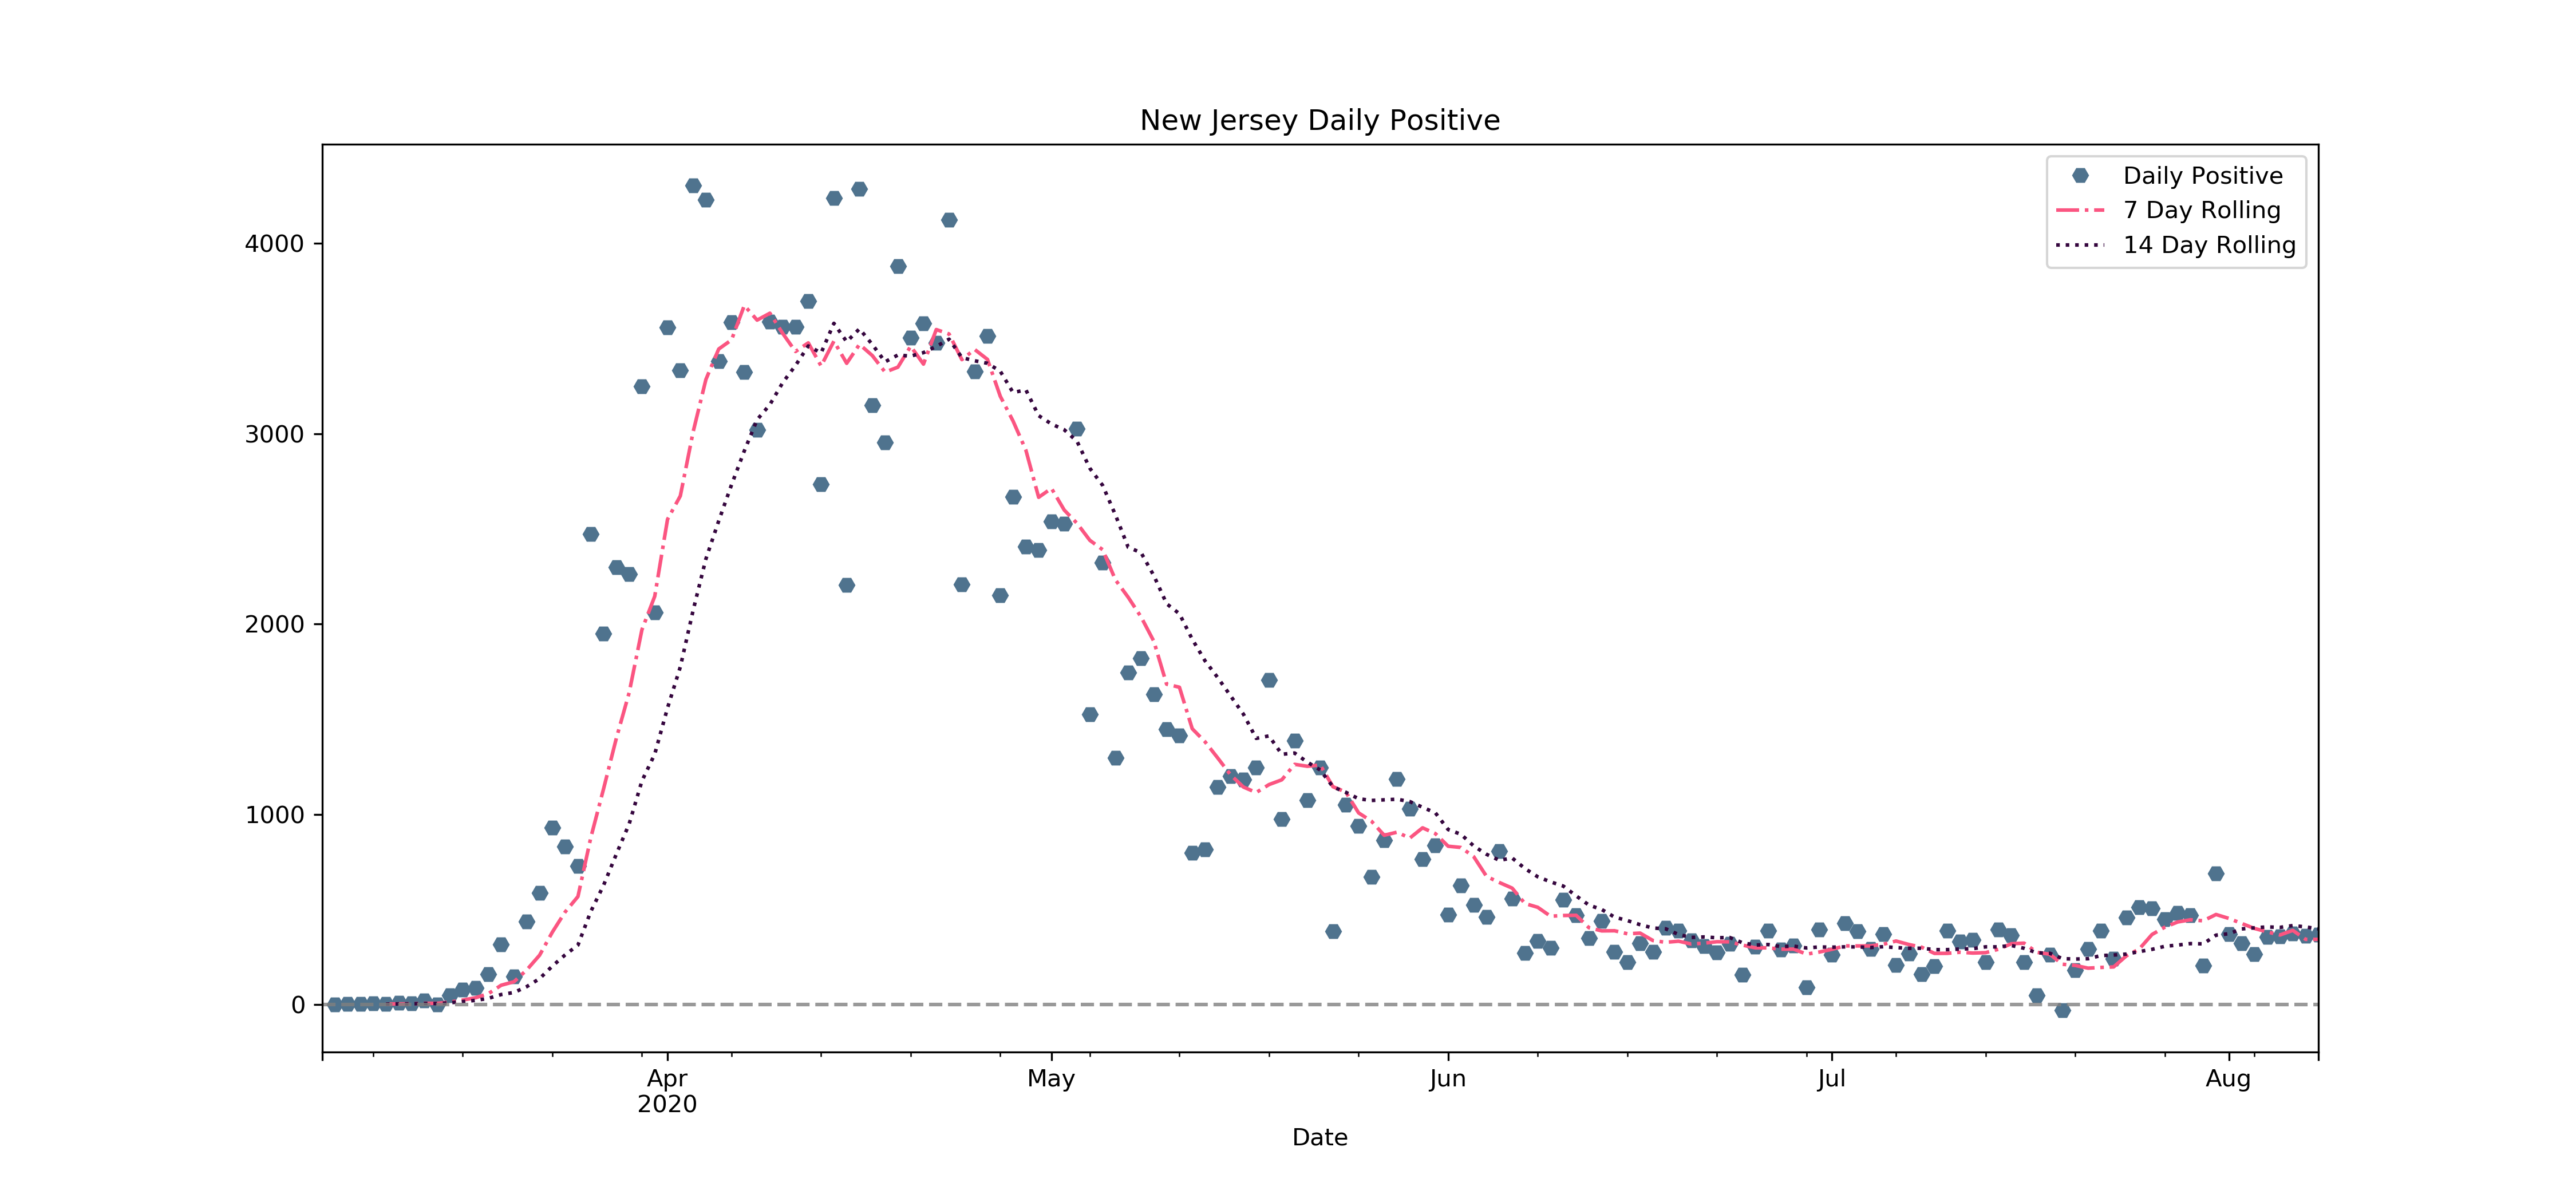 New Jersey Daily Positive
Daily Positive
7 Day Rolling
14 Day Rolling
4000
3000
2000
1000
0
Apr
2020
May
Jun
Jul
Aug
Date